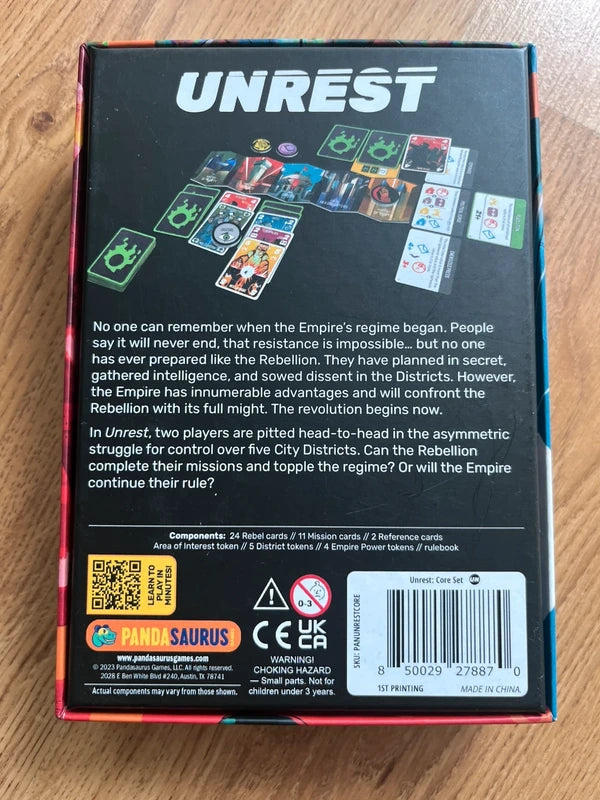 UNREST
No one can remember when the Empire's regime began. People
say it will never end, that resistance is impossible... but no one
has ever prepared like the Rebellion. They have planned in secret,
gathered intelligence, and sowed dissent in the Districts. However,
the Empire has innumerable advantages and will confront the
Rebellion with its full might. The revolution begins now.
In Unrest, two players are pitted head-to-head in the asymmetric
struggle for control over five City Districts. Can the Rebellion
complete their missions and topple the regime? Or will the Empire
continue their rule?
Components: 24 Rebel cards // 11 Mission cards // 2 Reference cards
Area of Interest token // 5 District tokens // 4 Empire Power tokens // rulebook
LEARN TO
PLAY IN
MINUTES!
PANDASAURUS
www.pandasaurusgames.com
© 2023 Pandasaurus Games, LLC. All rights reserved.
2028 E Ben White Blvd #240, Austin, TX 78741
Actual components may vary from those shown.
0-3
CE UK
CA
WARNING!
CHOKING HAZARD
— Small parts. Not for
children under 3 years.
SKU: PANUNRESTCORE
Unrest: Core Set UN
8 50029 27887 0
1ST PRINTING
MADE IN CHINA.